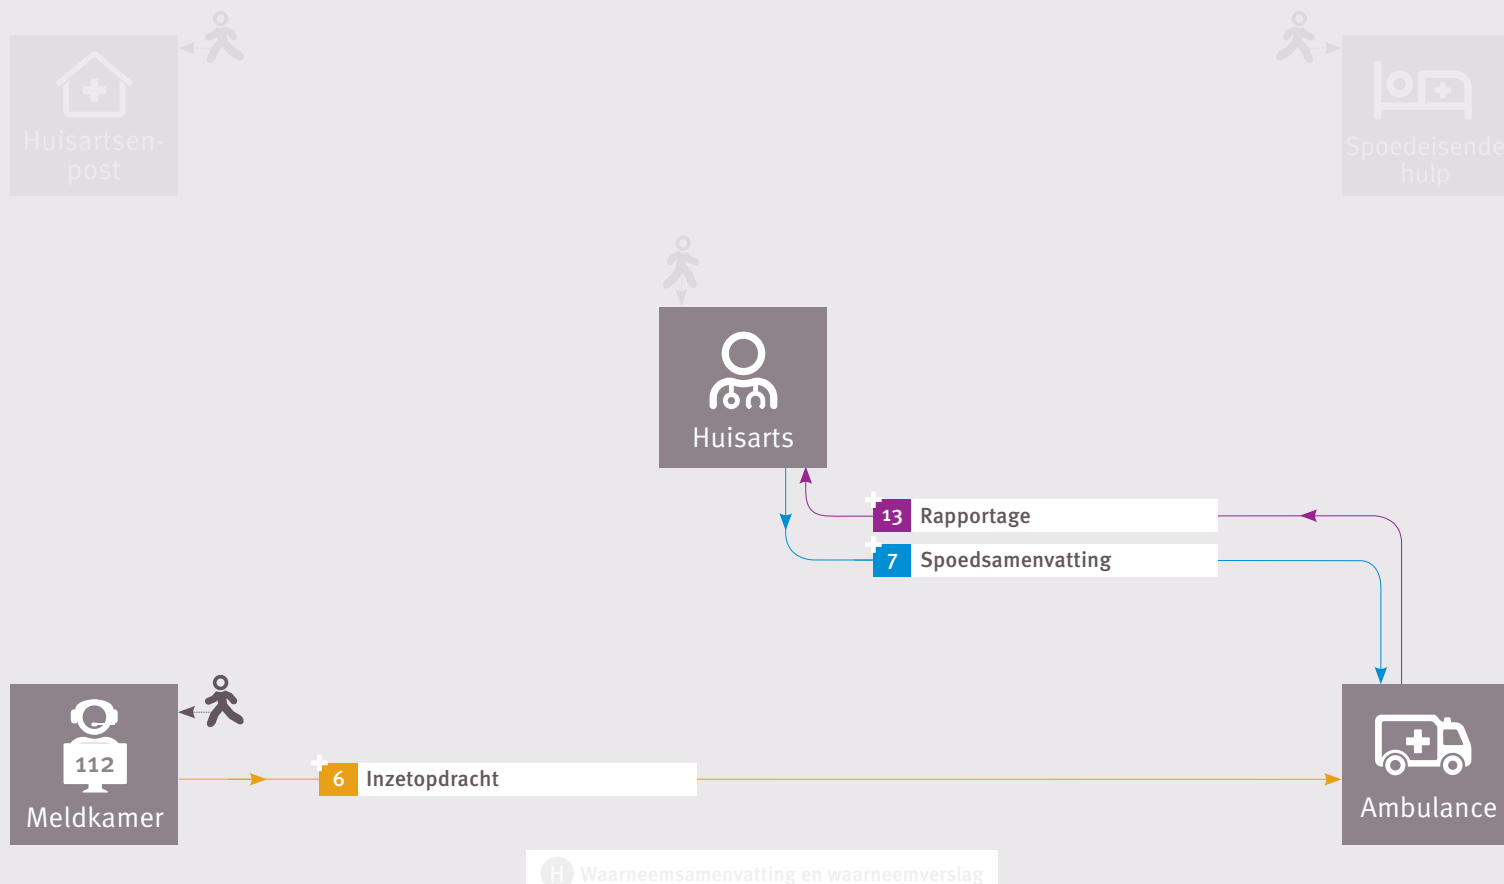 Huisartsen-
post
Spoedeisende
hulp
Huisarts
13 Rapportage
7 Spoedsamenvatting
112
Meldkamer
6 Inzetopdracht
Ambulance
H Waarneemsamenvatting en waarneemverslag